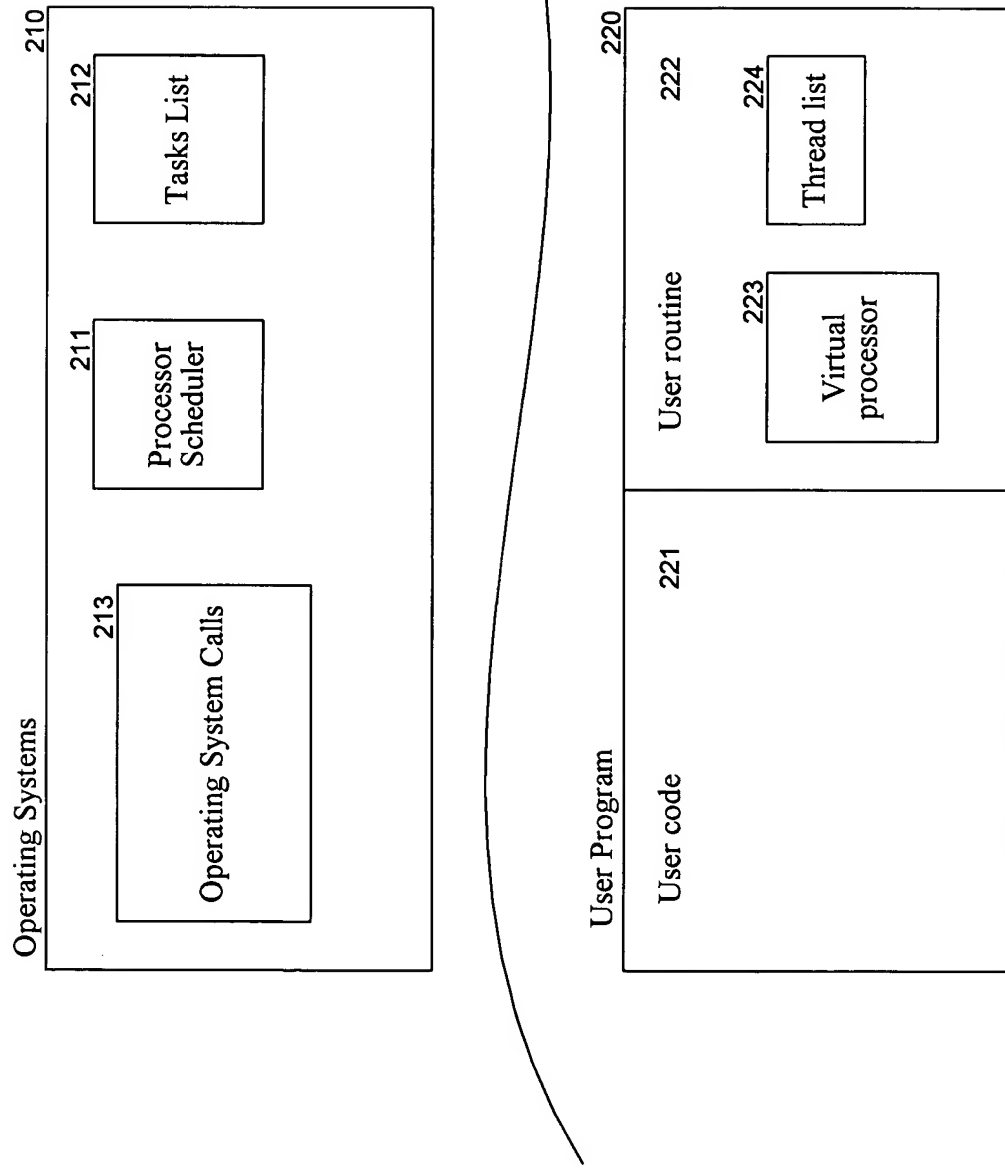 Operating Systems
210
213
Operating System Calls
211
Processor
Scheduler
212
Tasks List
User Program
220
User code
221
User routine
222
223
Virtual
processor
224
Thread list